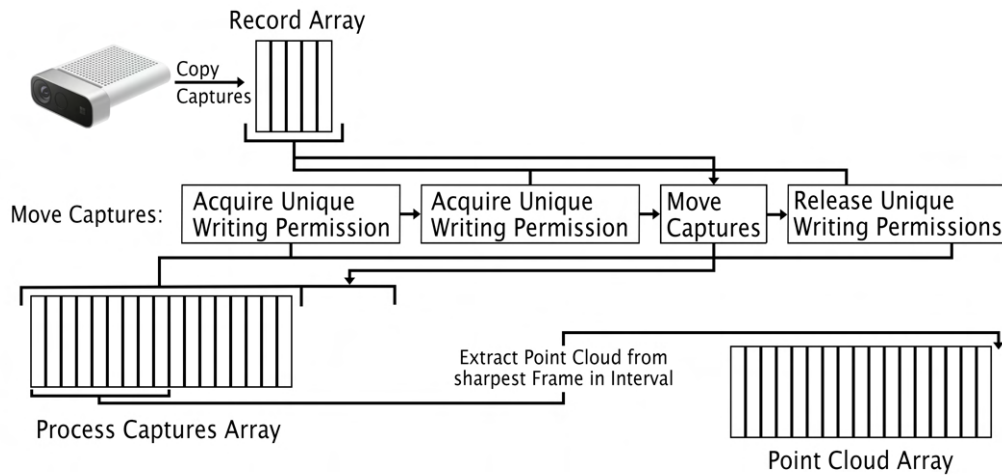 Record Array
Copy
Captures
Move Captures:
Acquire Unique
Writing Permission
Acquire Unique
Writing Permission
Move
Captures
Release Unique
Writing Permissions
Extract Point Cloud from
sharpest Frame in Interval
Process Captures Array
Point Cloud Array